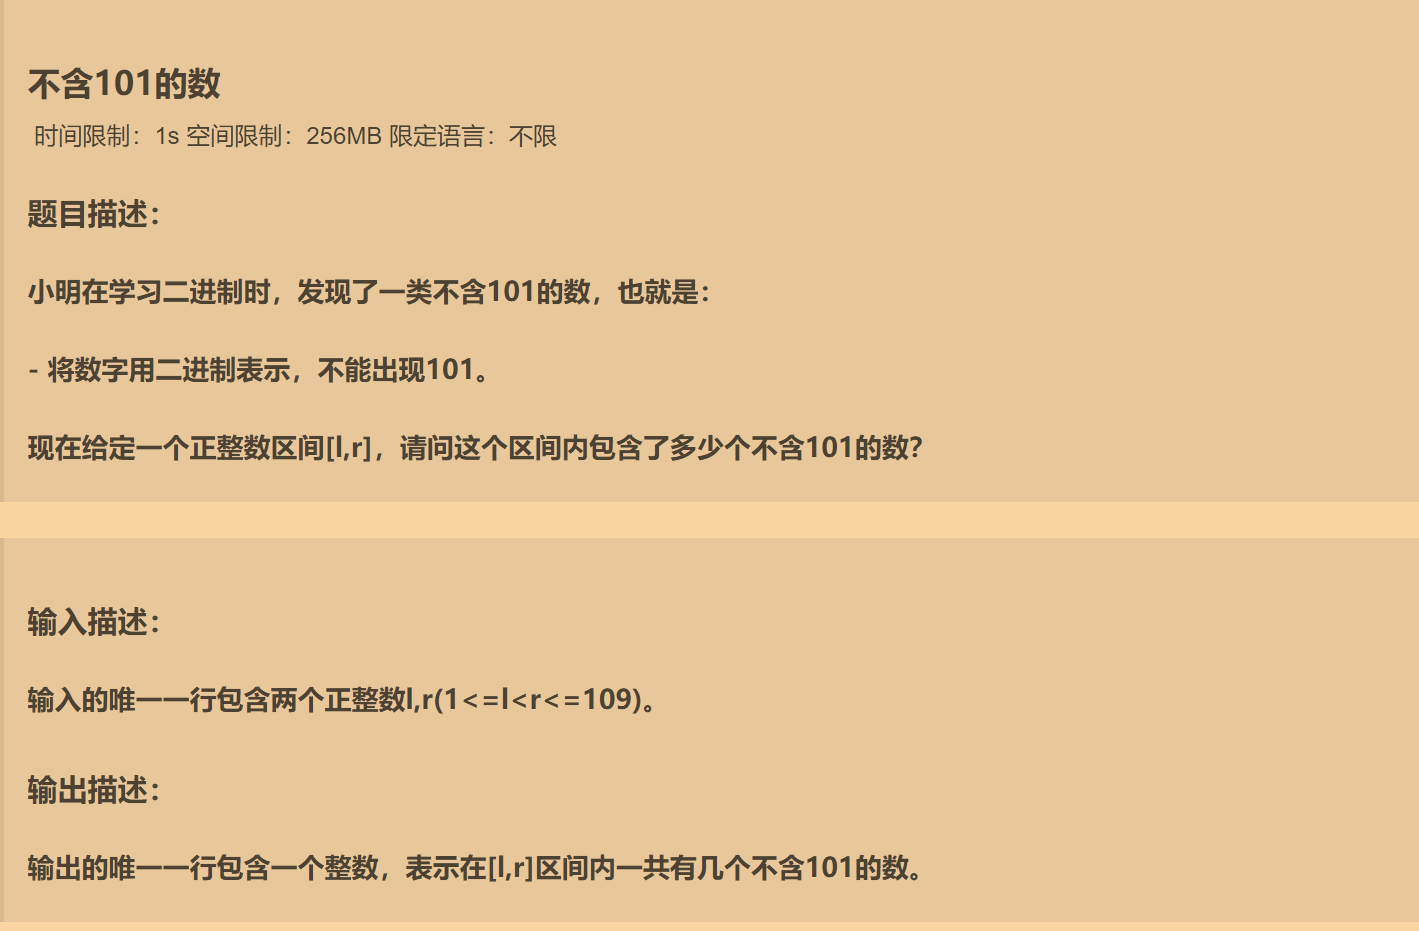 不含101的数
时间限制：1s 空间限制：256MB 限定语言：不限
题目描述：
小明在学习二进制时，发现了一类不含101的数，也就是：
- 将数字用二进制表示，不能出现101。
现在给定一个正整数区间[l,r]，请问这个区间内包含了多少个不含101的数？
输入描述：
输入的唯一一行包含两个正整数l,r(1<=l<r<=109)。
输出描述：
输出的唯一一行包含一个整数，表示在[l,r]区间内一共有几个不含101的数。